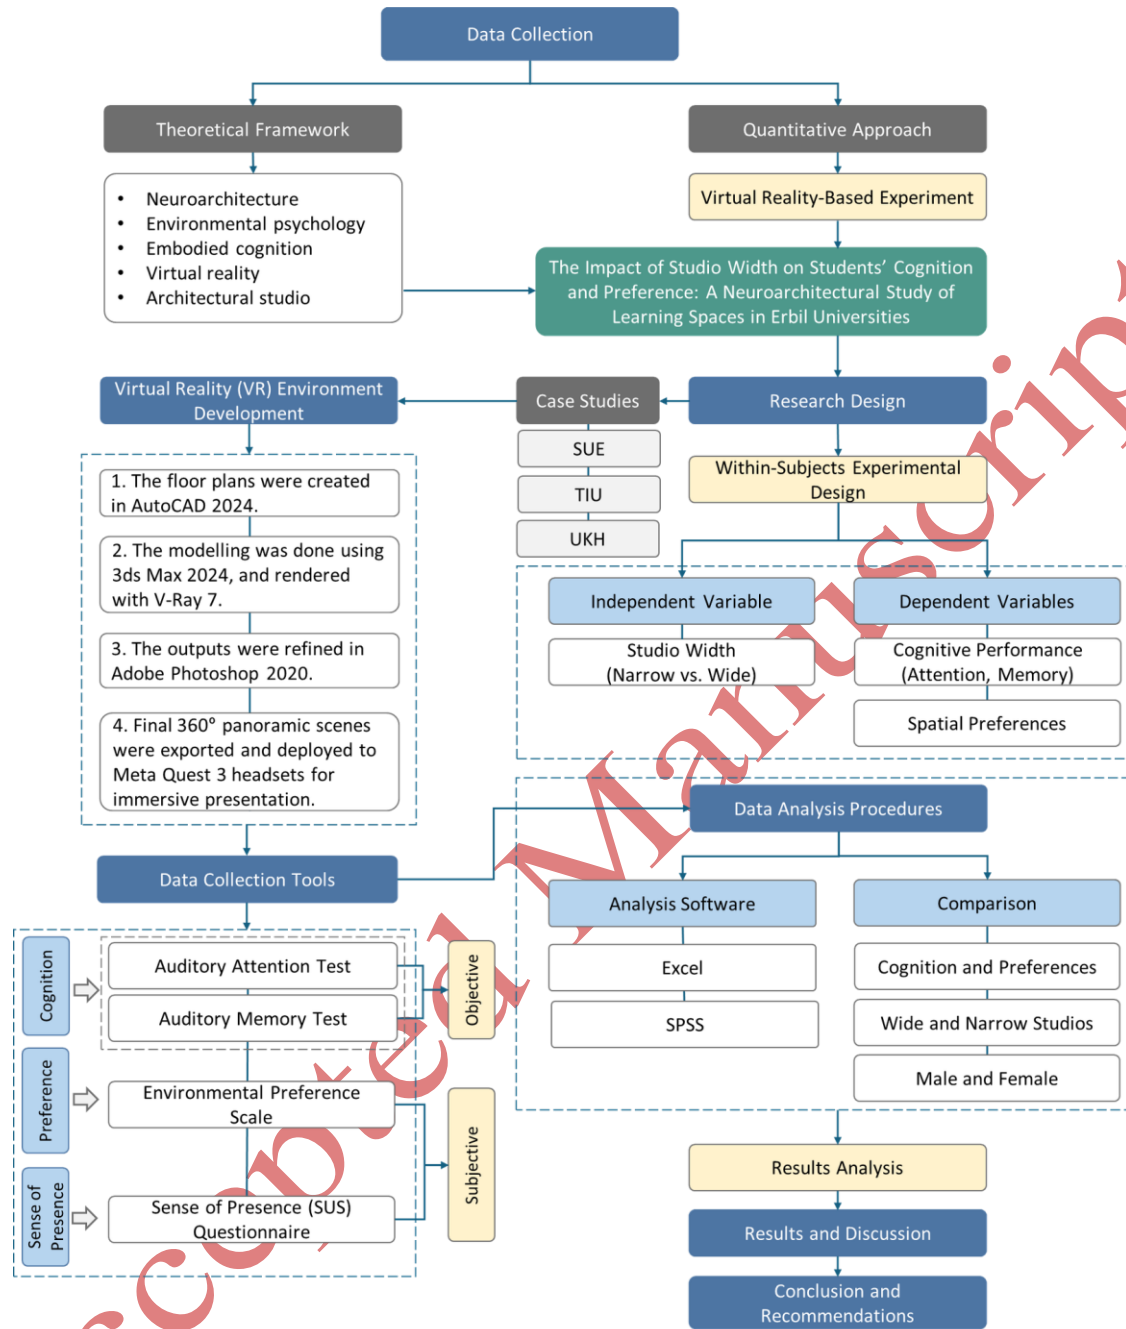 Data Collection
Theoretical Framework
Quantitative Approach
• Neuroarchitecture
• Environmental psychology
• Embodied cognition
• Virtual reality
• Architectural studio
Virtual Reality-Based Experiment
The Impact of Studio Width on Students' Cognition
and Preference: A Neuroarchitectural Study of
Learning Spaces in Erbil Universities
Virtual Reality (VR) Environment
Development
Case Studies
SUE
TIU
UKH
Research Design
Within-Subjects Experimental
Design
1. The floor plans were created
in AutoCAD 2024.
2. The modelling was done using
3ds Max 2024, and rendered
with V-Ray 7.
3. The outputs were refined in
Adobe Photoshop 2020.
4. Final 360° panoramic scenes
were exported and deployed to
Meta Quest 3 headsets for
immersive presentation.
Independent Variable
Studio Width
(Narrow vs. Wide)
Dependent Variables
Cognitive Performance
(Attention, Memory)
Spatial Preferences
Data Collection Tools
Cognition
Auditory Attention Test
Auditory Memory Test
Objective
Preference
Environmental Preference
Scale
Sense of
Presence
Sense of Presence (SUS)
Questionnaire
Subjective
Data Analysis Procedures
Analysis Software
Excel
SPSS
Comparison
Cognition and Preferences
Wide and Narrow Studios
Male and Female
Results Analysis
Results and Discussion
Conclusion and
Recommendations
cepted Manuscrip